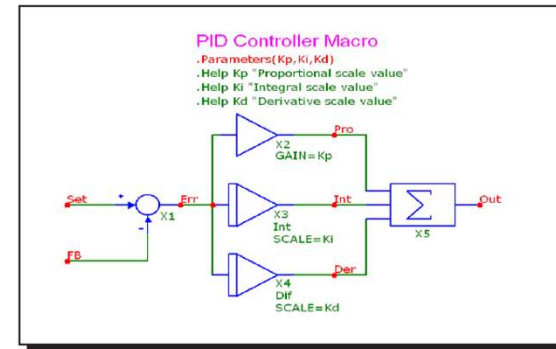 PID Controller Macro
.Parameters(Kp,Ki,Kd)
.Help Kp "Proportional scale value"
.Help Ki "Integral scale value"
.Help Kd "Derivative scale value"
Pro
X2
GAIN=Kp
Set
+
-
X1
Err
Int
X3
Int
SCALE=Ki
Σ
X5
Out
FB
Der
X4
Dif
SCALE=Kd